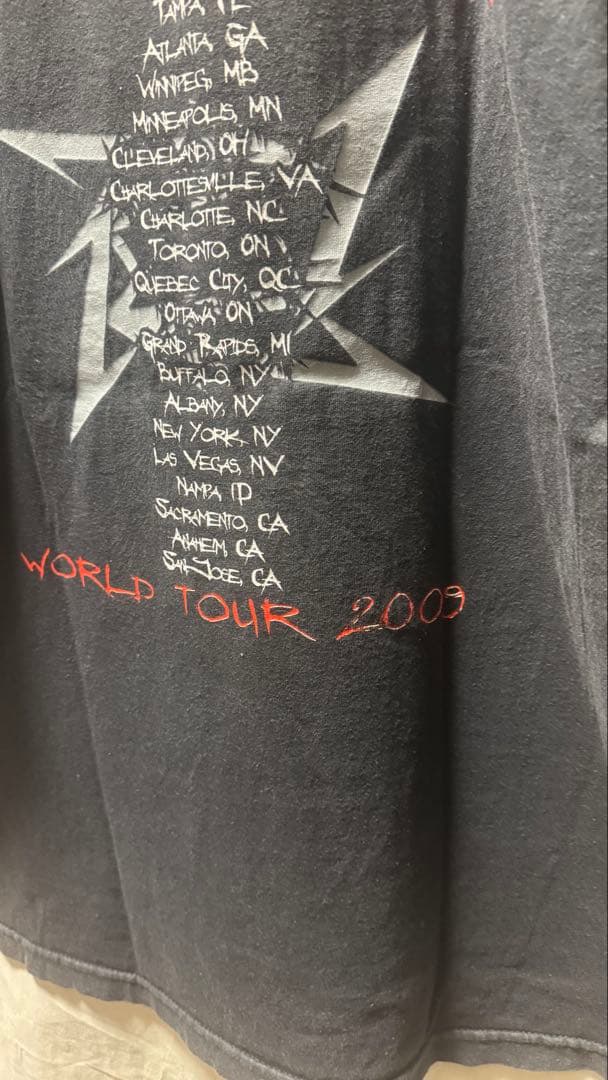 TAMPA, FL
ATLANTA, GA
WINNIPEG, MB
MINNEAPOLIS, MN
CLEVELAND, OH
CHARLOTTESVILLE, VA
CHARLOTTE, NC
TORONTO, ON
QUEBEC CITY, QC
OTTAWA, ON
GRAND RAPIDS, MI
BUFFALO, NY
ALBANY, NY
NEW YORK, NY
LAS VEGAS, NV
NAMPA, ID
SACRAMENTO, CA
ANAHEIM, CA
SAN JOSE, CA
WORLD TOUR 2009